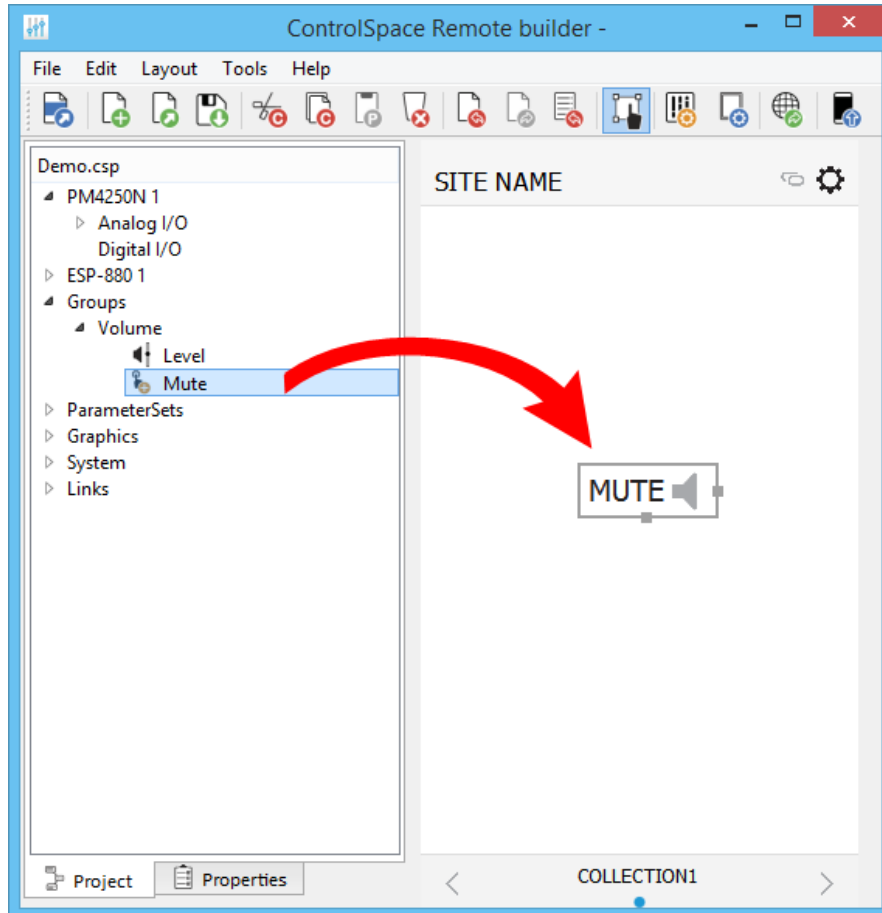 ControlSpace Remote builder -
File Edit Layout Tools Help
Demo.csp
PM4250N 1
Analog I/O
Digital I/O
ESP-880 1
Groups
Volume
Level
Mute
ParameterSets
Graphics
System
Links
Project Properties
SITE NAME
MUTE
COLLECTION1